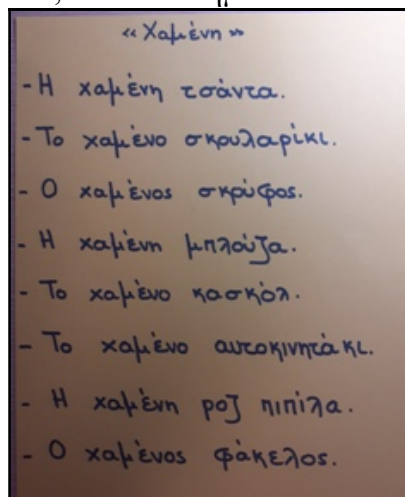 «Χαμένη»
- Η χαμένη τσάντα.
- Το χαμένο σκουλαρίκι.
- Ο χαμένος σκούφος.
- Η χαμένη μπλούζα.
- Το χαμένο κασκόλ.
- Το χαμένο αυτοκινητάκι.
- Η χαμένη ροζ πιπίλα.
- Ο χαμένος φάκελος.